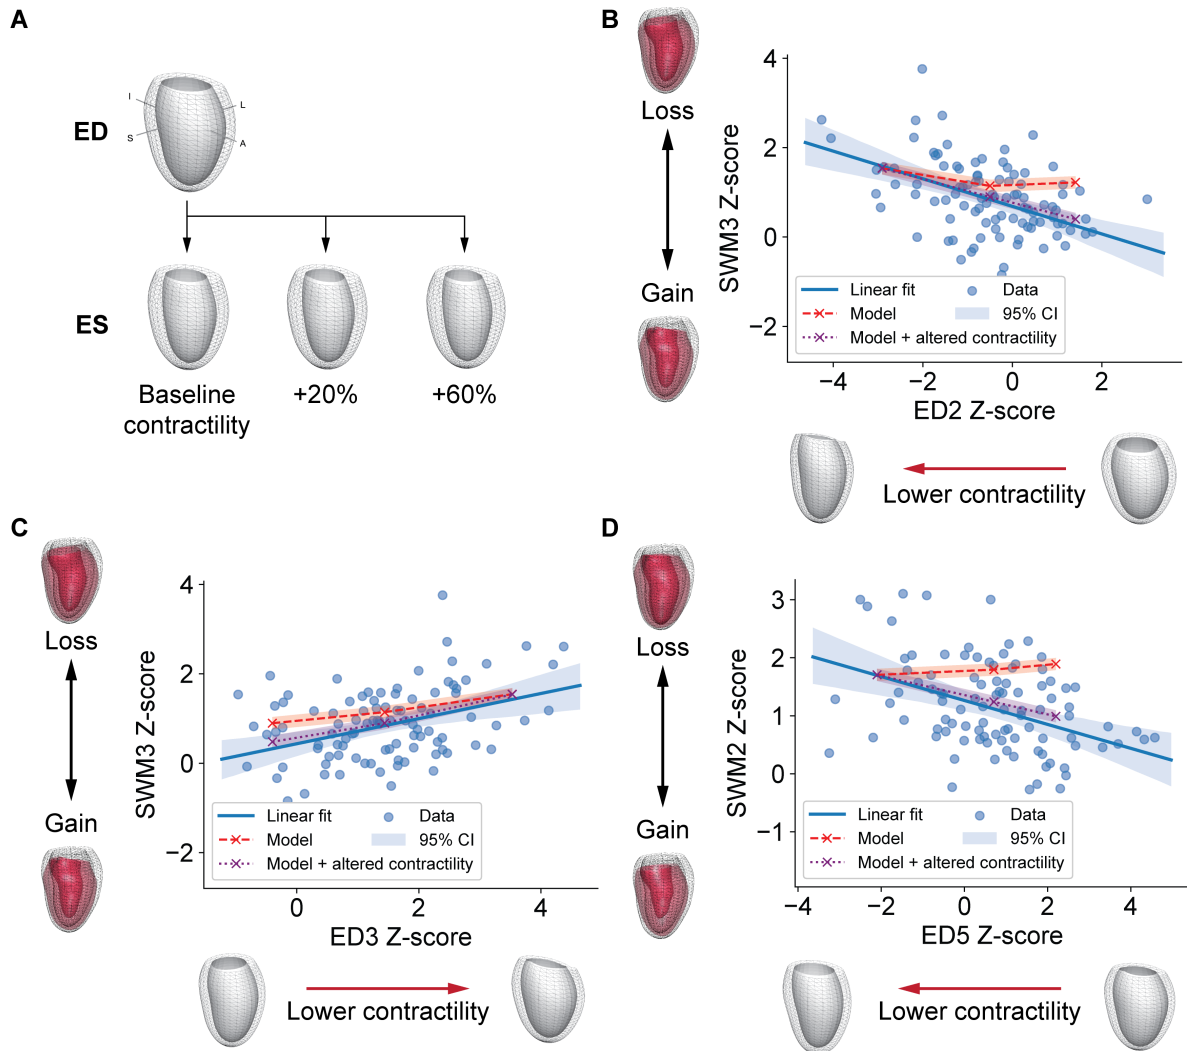 A
ED
I
L
S
A
ES
Baseline
contractility
+20%
+60%
B
Loss
Gain
SWM3 Z-score
4
2
0
−2
Linear fit
Data
Model
95% CI
Model + altered contractility
−4
−2
0
2
ED2 Z-score
Lower contractility
C
Loss
Gain
SWM3 Z-score
4
2
0
−2
Linear fit
Data
Model
95% CI
Model + altered contractility
0
2
4
ED3 Z-score
Lower contractility
D
Loss
Gain
SWM2 Z-score
3
2
1
0
−1
Linear fit
Data
Model
95% CI
Model + altered contractility
−4
−2
0
2
4
ED5 Z-score
Lower contractility